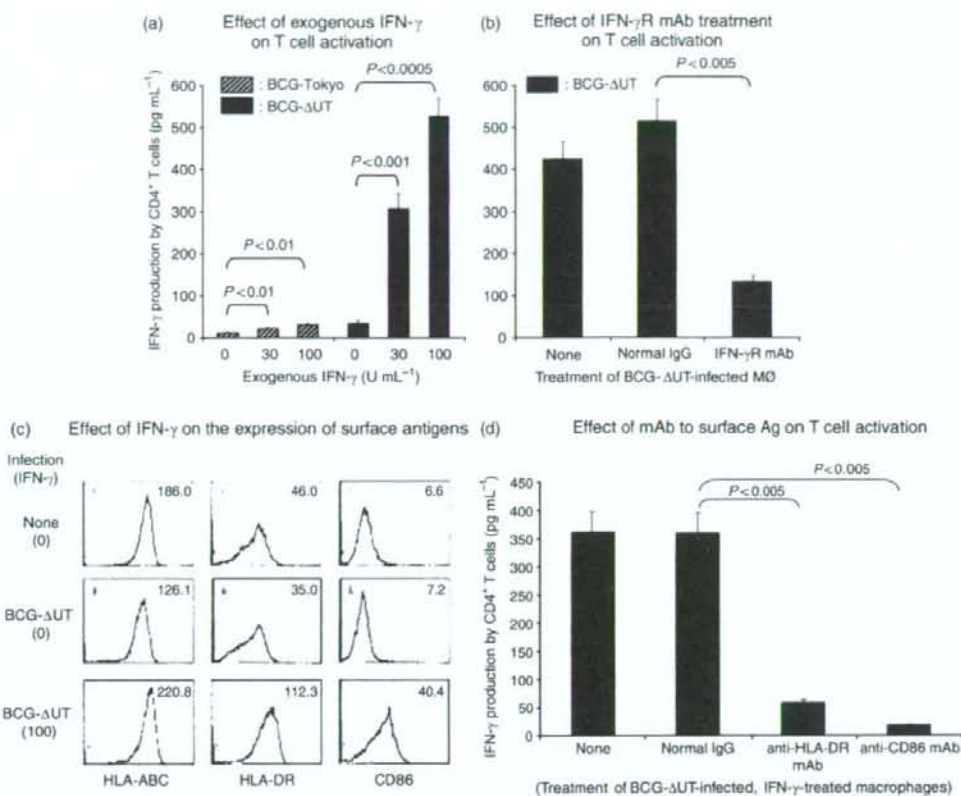 (a)
Effect of exogenous IFN-γ
on T cell activation
P<0.0005
: BCG-Tokyo
: BCG-ΔUT
P<0.001
P<0.01
P<0.01
IFN-γ production by CD4⁺ T cells (pg mL⁻¹)
600
500
400
300
200
100
0
0 30 100 0 30 100
Exogenous IFN-γ (U mL⁻¹)
(b)
Effect of IFN-γR mAb treatment
on T cell activation
P<0.005
: BCG-ΔUT
600
500
400
300
200
100
0
None Normal IgG IFN-γR mAb
Treatment of BCG-ΔUT-infected MØ
(c) Effect of IFN-γ on the expression of surface antigens
Infection
(IFN-γ)
None
(0)
186.0 46.0 6.6
BCG-ΔUT
(0)
126.1 35.0 7.2
BCG-ΔUT
(100)
220.8 112.3 40.4
HLA-ABC HLA-DR CD86
(d)
Effect of mAb to surface Ag on T cell activation
P<0.005
P<0.005
IFN-γ production by CD4⁺ T cells (pg mL⁻¹)
450
400
350
300
250
200
150
100
50
0
None Normal IgG anti-HLA-DR anti-CD86 mAb
mAb
(Treatment of BCG-ΔUT-infected, IFN-γ-treated macrophages)